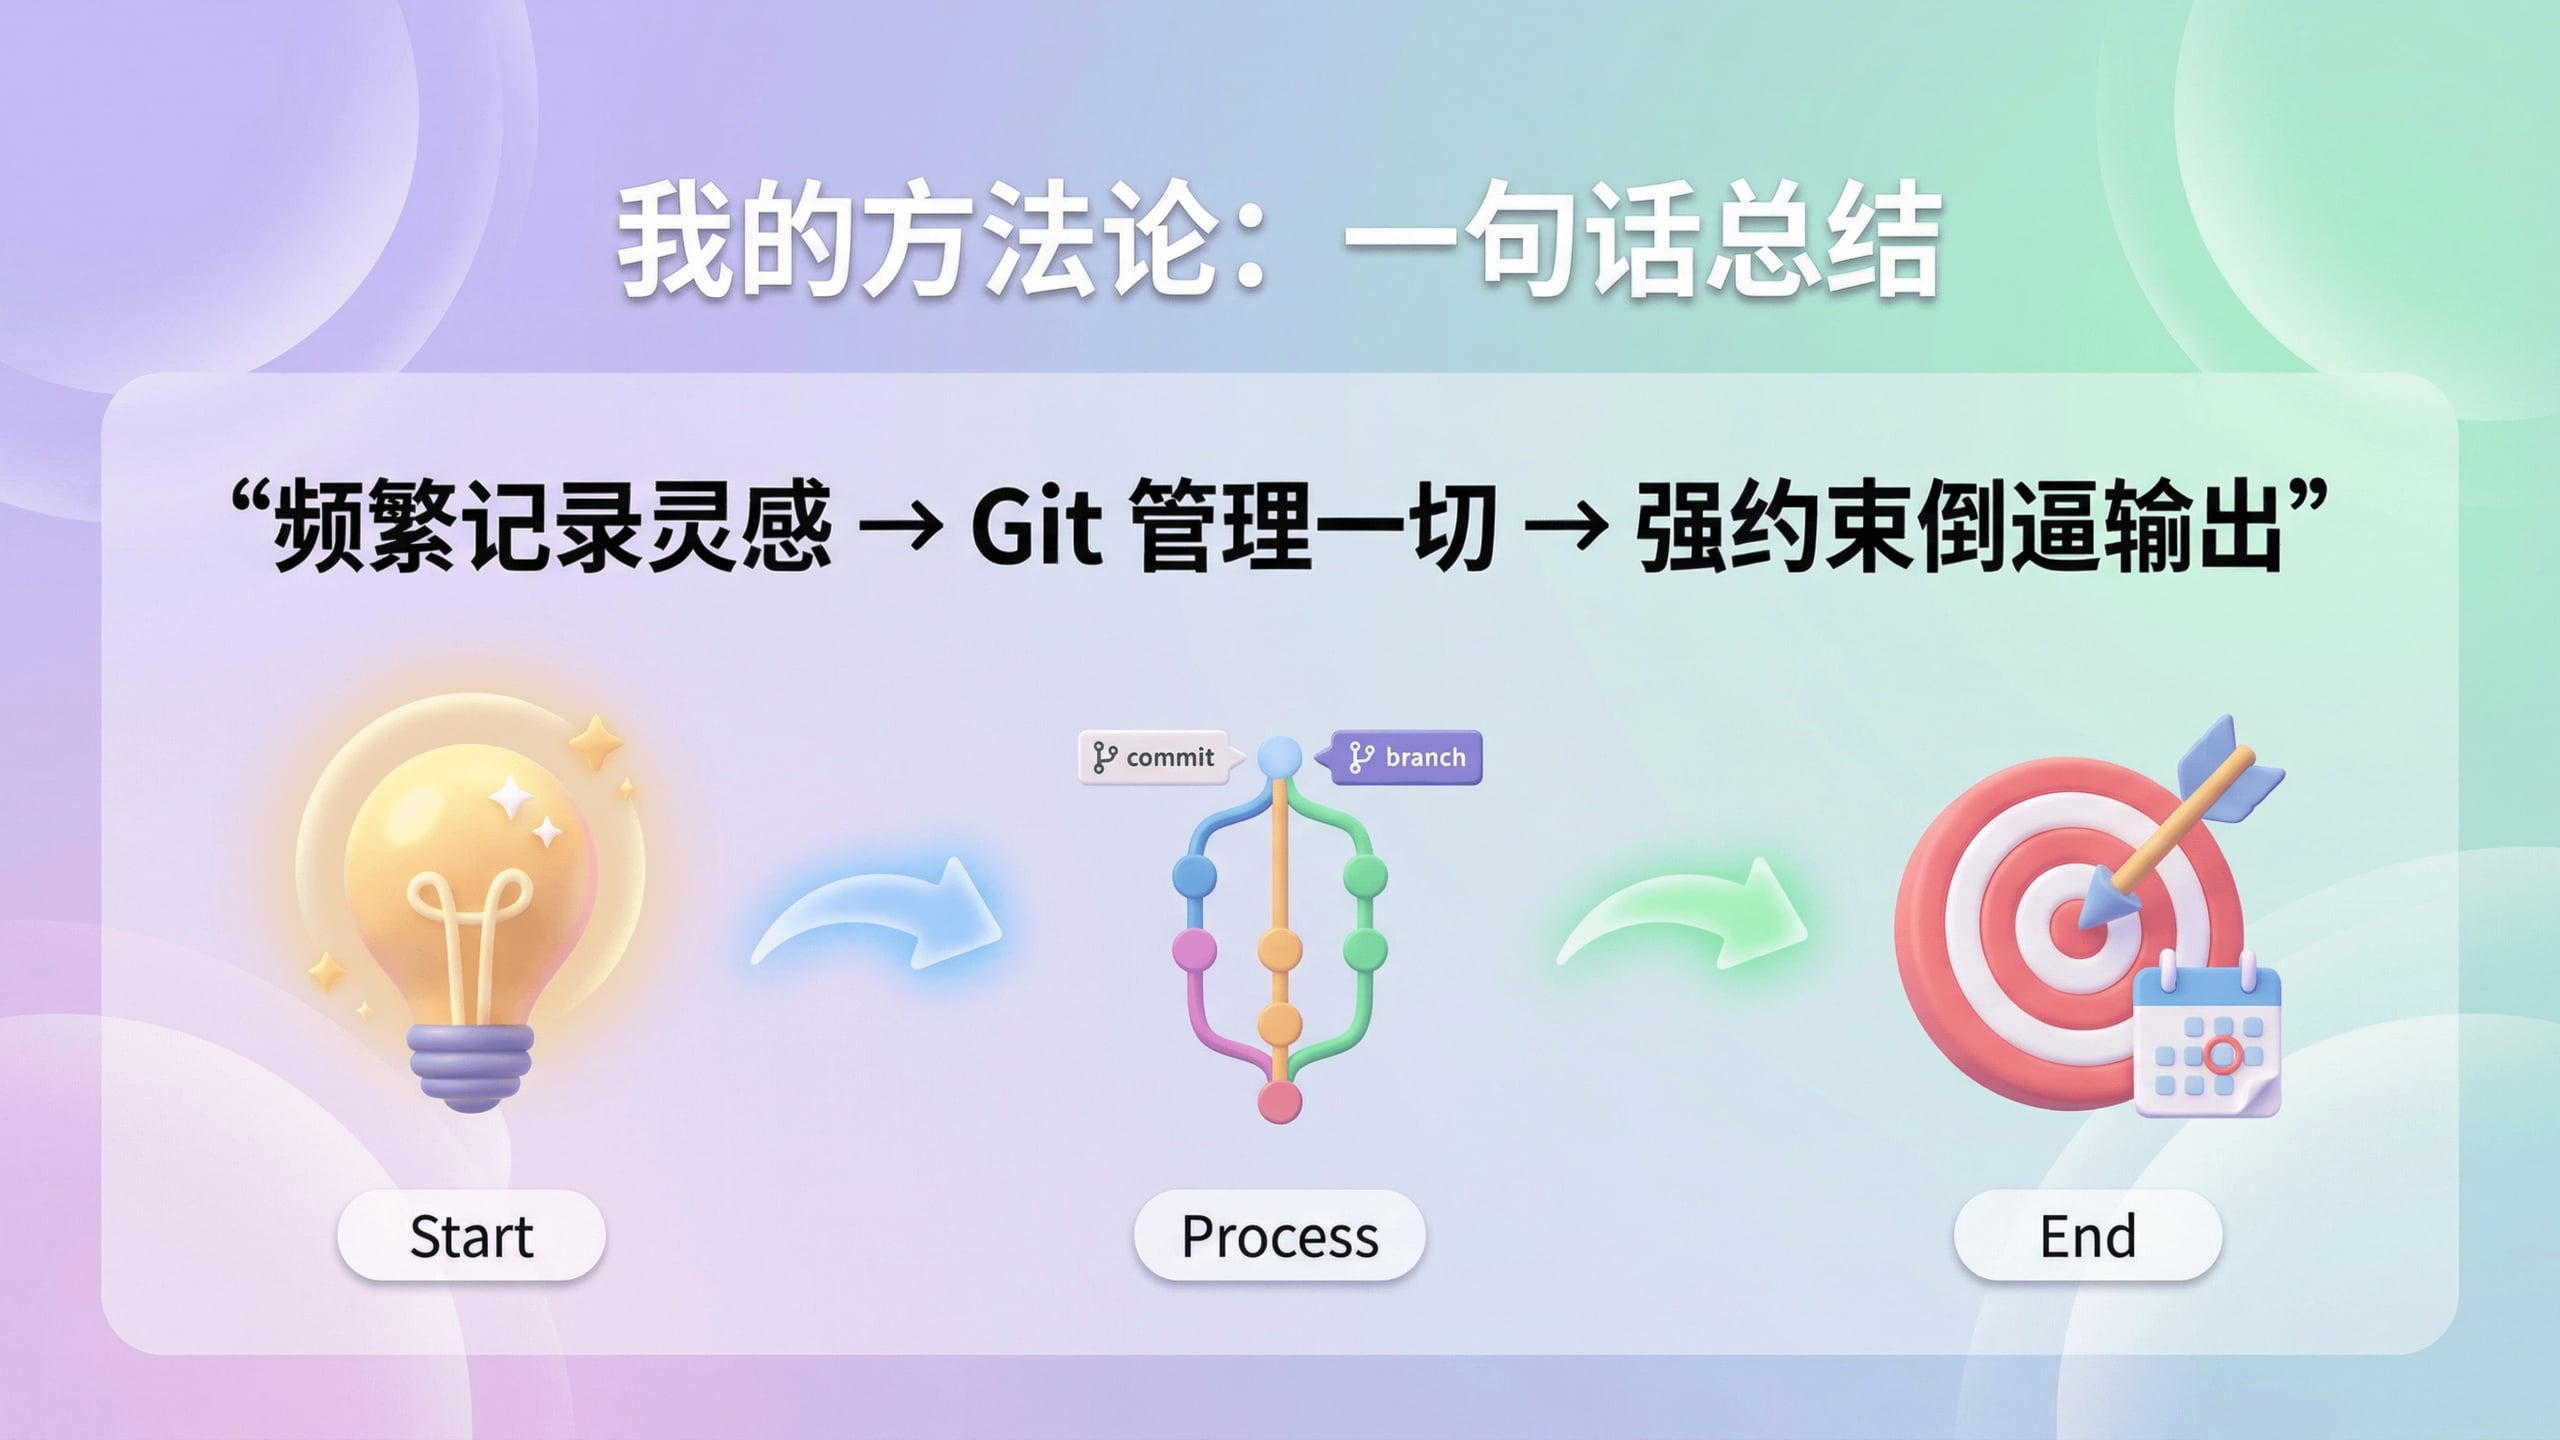 我的方法论：一句话总结
“频繁记录灵感 → Git 管理一切 → 强约束倒逼输出”
commit
branch
Start
Process
End